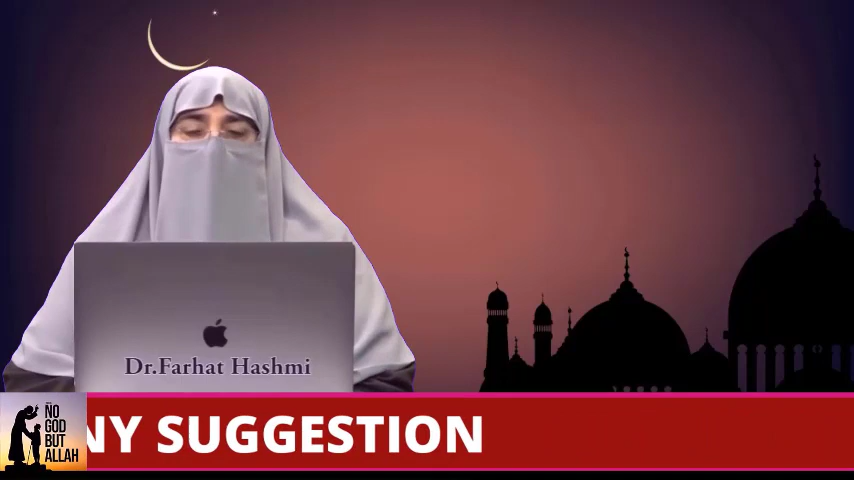 Dr.Farhat Hashmi
NO
GOD
BUT
ALLAH
NY SUGGESTION